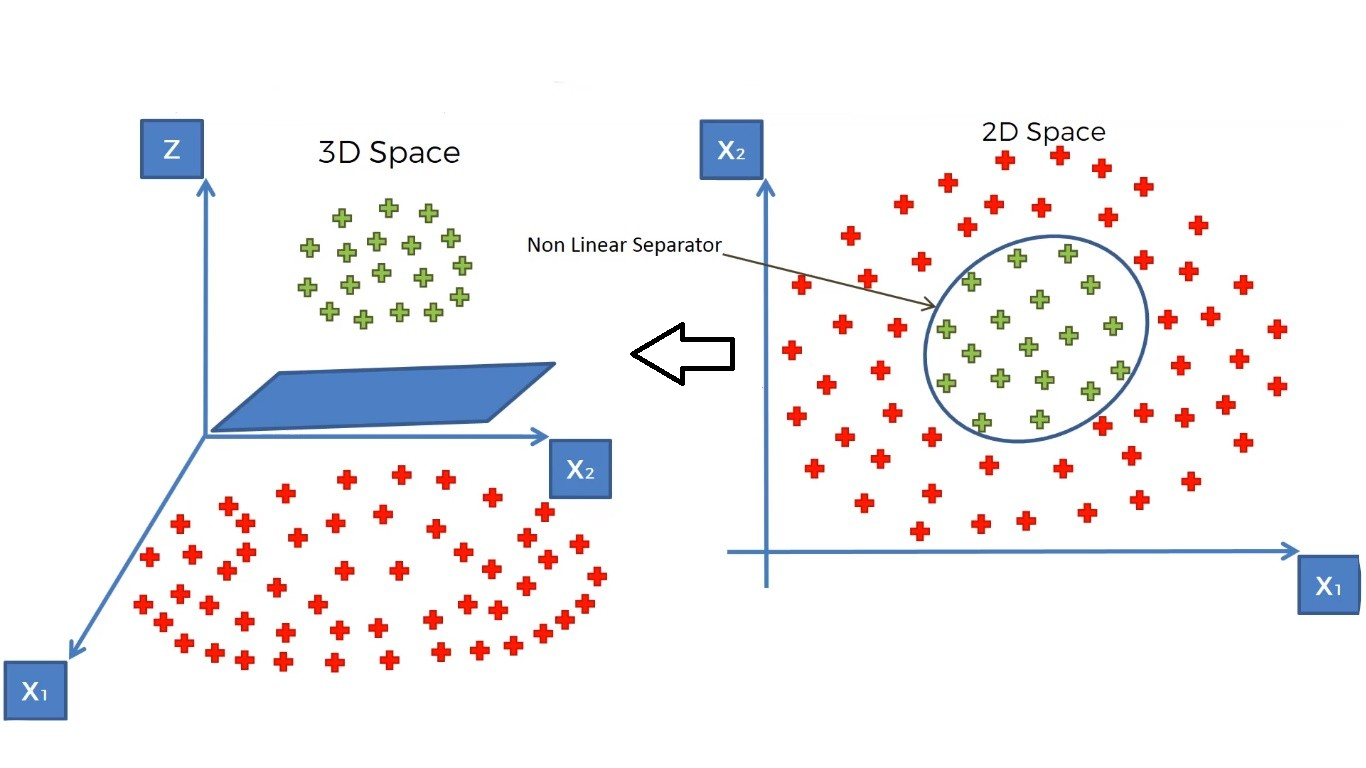 Z
3D Space
X₂
X₁
Non Linear Separator
X₂
2D Space
X₁